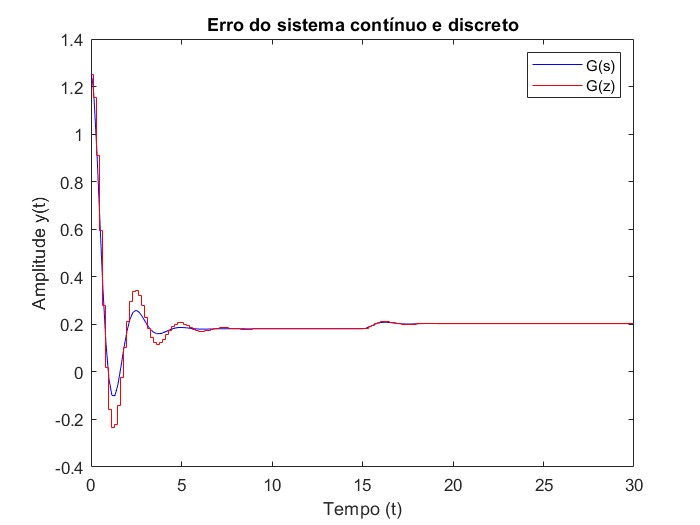 Erro do sistema contínuo e discreto
1.4
1.2
1
0.8
0.6
0.4
0.2
0
-0.2
-0.4
Amplitude y(t)
G(s)
G(z)
0 5 10 15 20 25 30
Tempo (t)